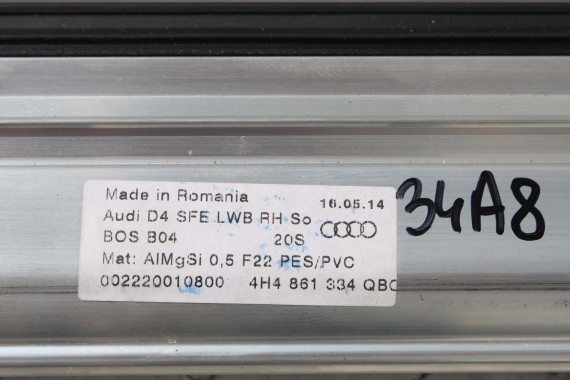 Made in Romania 16.05.14
Audi D4 SFE LWB RH So
BOS B04 20S
Mat: AlMgSi 0,5 F22 PES/PVC
002220010800 4H4 861 334 QBC
34A8